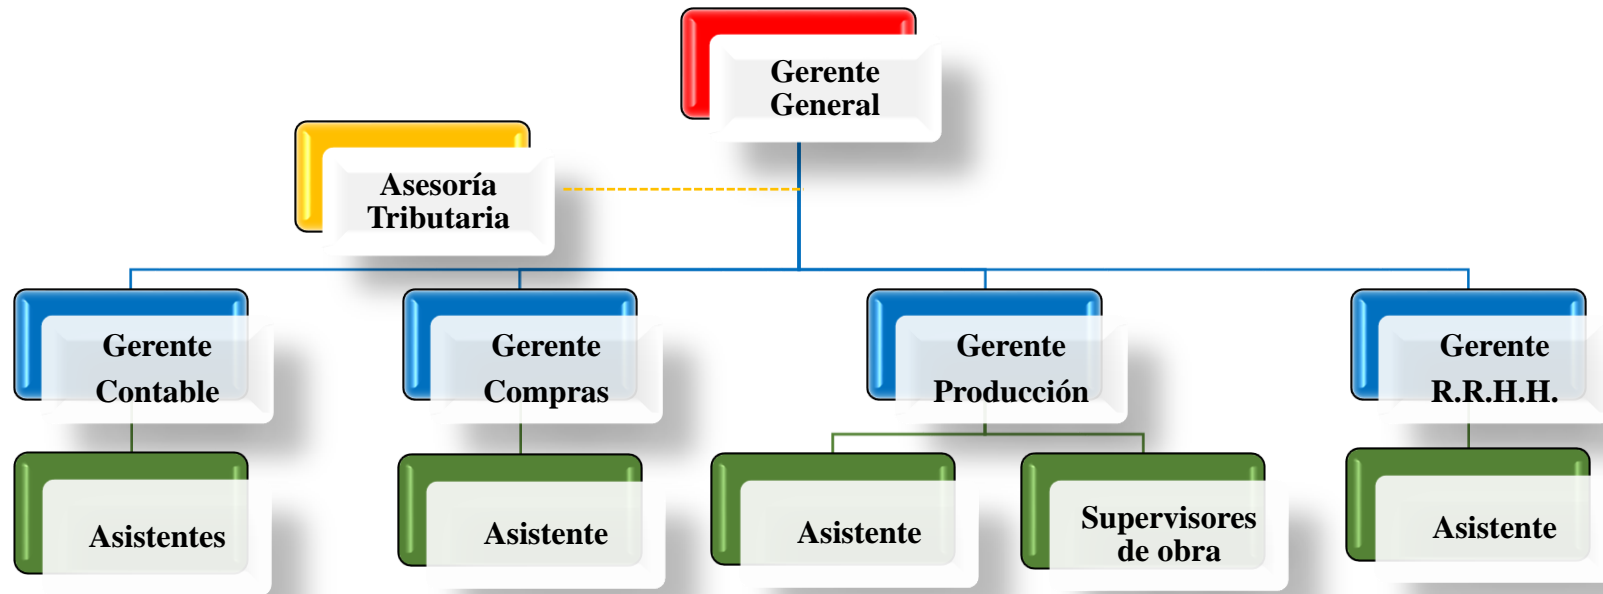 Gerente
General
Asesoría
Tributaria
Gerente
Contable
Gerente
Compras
Gerente
Producción
Gerente
R.R.H.H.
Asistentes
Asistente
Asistente
Supervisores
de obra
Asistente